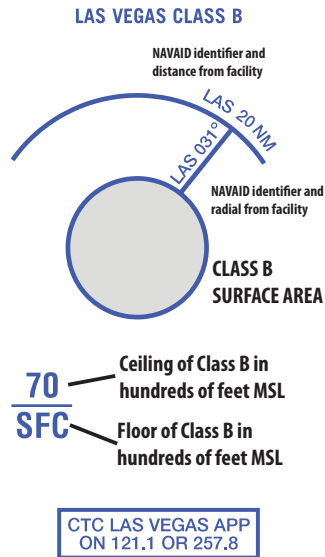 LAS VEGAS CLASS B
NAVAID identifier and
distance from facility
LAS 20 NM
LAS 031°
NAVAID identifier and
radial from facility
CLASS B
SURFACE AREA
70
Ceiling of Class B in
hundreds of feet MSL
SFC
Floor of Class B in
hundreds of feet MSL
CTC LAS VEGAS APP
ON 121.1 OR 257.8